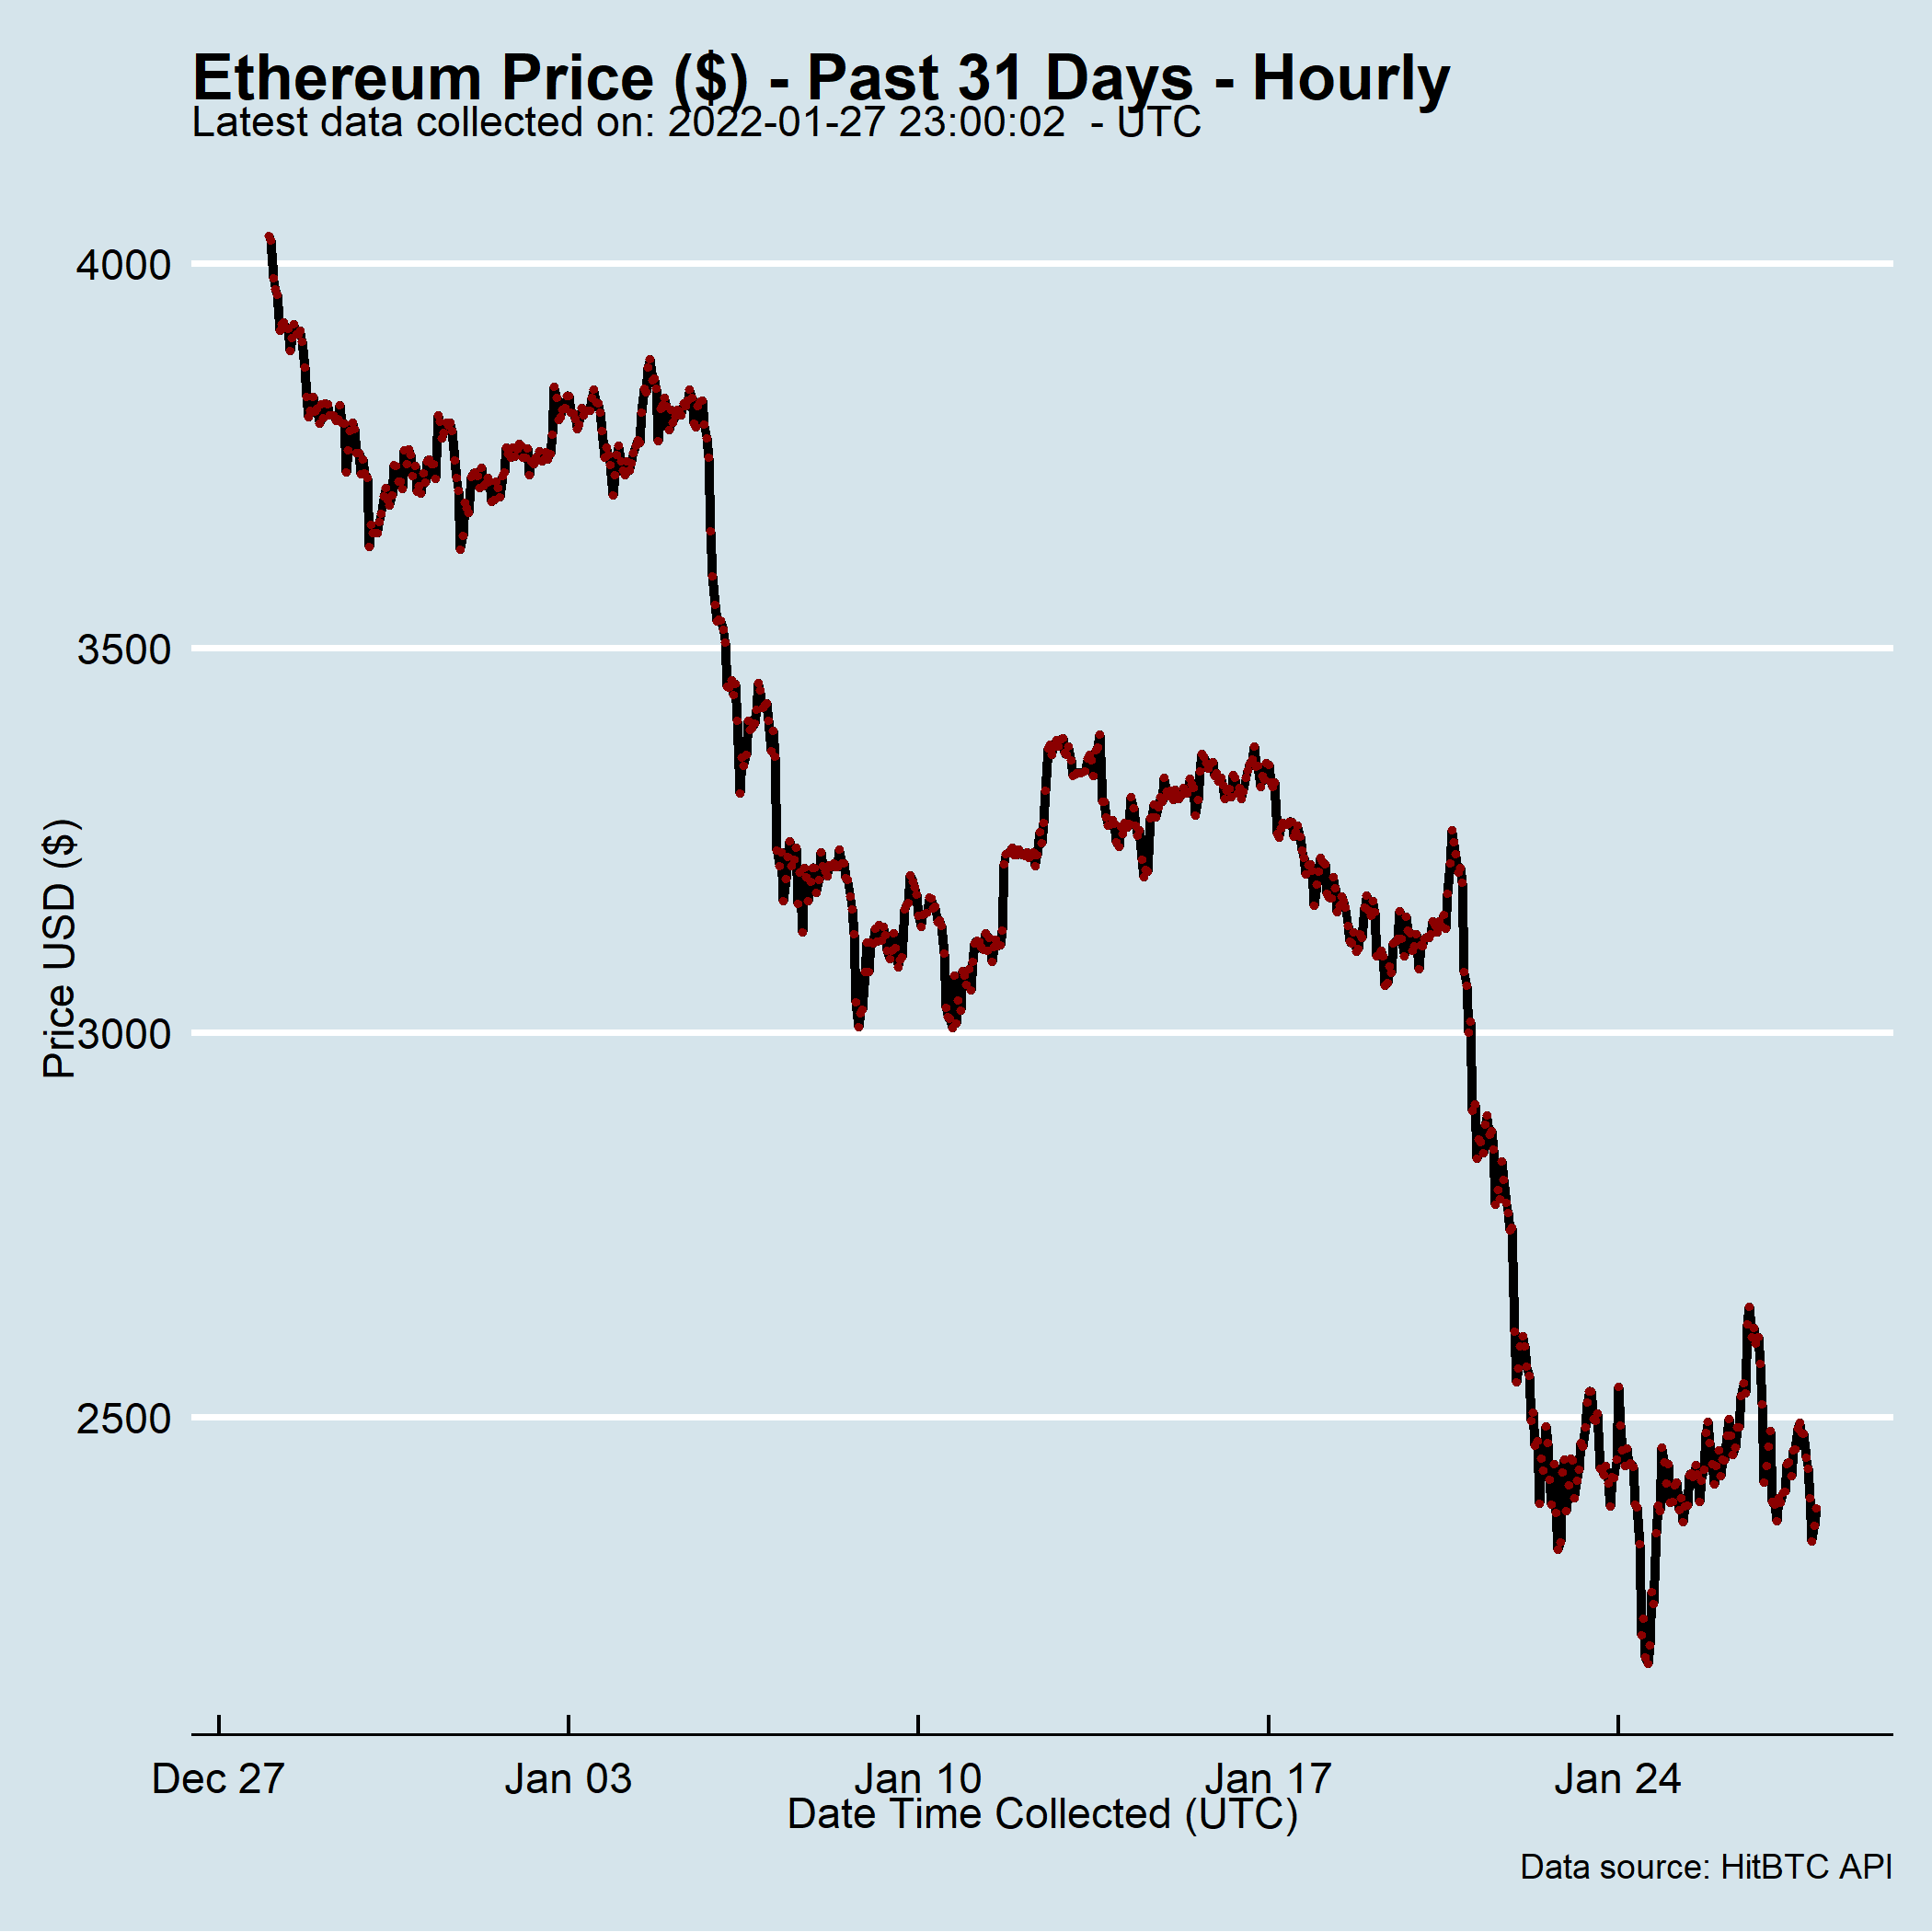 Ethereum Price ($) - Past 31 Days - Hourly
Latest data collected on: 2022-01-27 23:00:02  - UTC
4000
3500
3000
2500
Price USD ($)
Dec 27
Jan 03
Jan 10
Jan 17
Jan 24
Date Time Collected (UTC)
Data source: HitBTC API